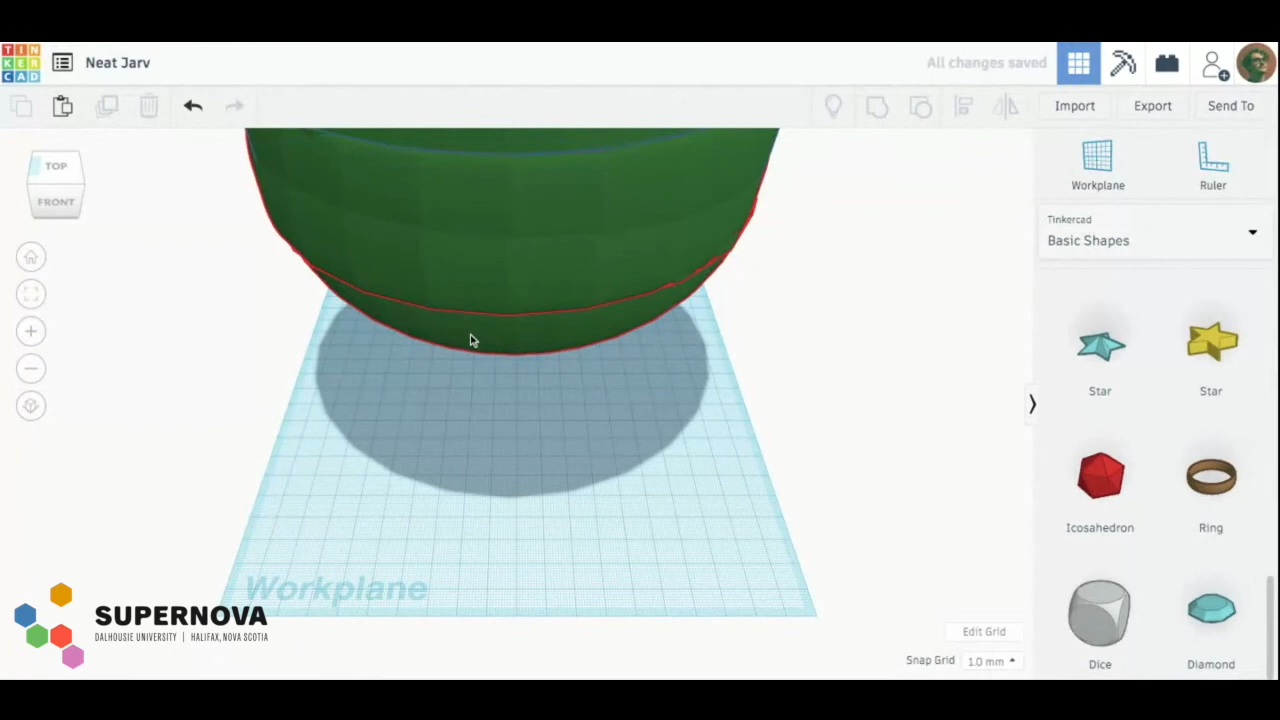 TIN
KER
CAD
Neat Jarv
All changes saved
Import
Export
Send To
TOP
FRONT
Workplane
Ruler
Tinkercad
Basic Shapes
Star
Star
Icosahedron
Ring
Dice
Diamond
Workplane
Edit Grid
Snap Grid
1.0 mm
SUPERNOVA
DALHOUSIE UNIVERSITY | HALIFAX, NOVA SCOTIA